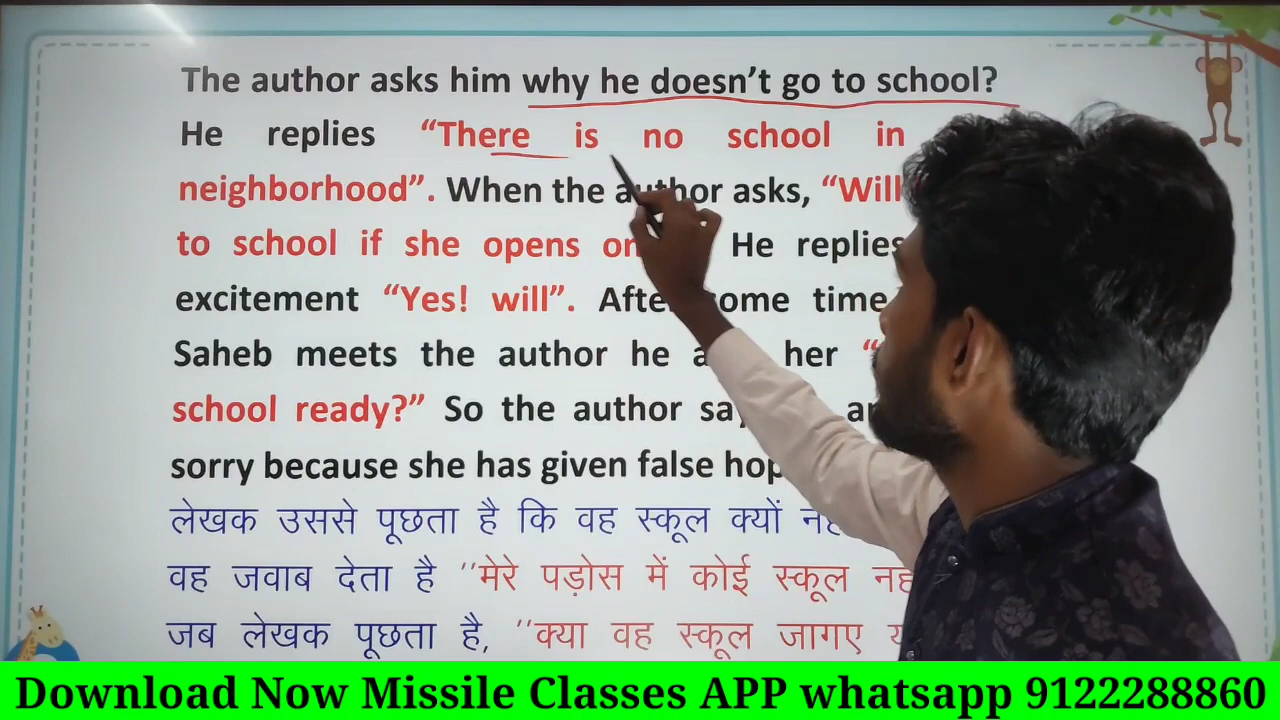 The author asks him why he doesn't go to school?
He replies “There is no school in
neighborhood”. When the author asks, “Will
to school if she opens He replies
excitement “Yes! will”. After some time
Saheb meets the author he her
school ready?” So the author
sorry because she has given false
लेखक उससे पूछता है कि वह स्कूल क्यों
वह जवाब देता है ‘‘मेरे पड़ोस में कोई स्कूल
जब लेखक पूछता है, ‘‘क्या वह स्कूल जागए
Download Now Missile Classes APP whatsapp 9122288860